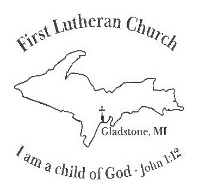 First Lutheran Church
Gladstone, MI
I am a child of God - John 1:12